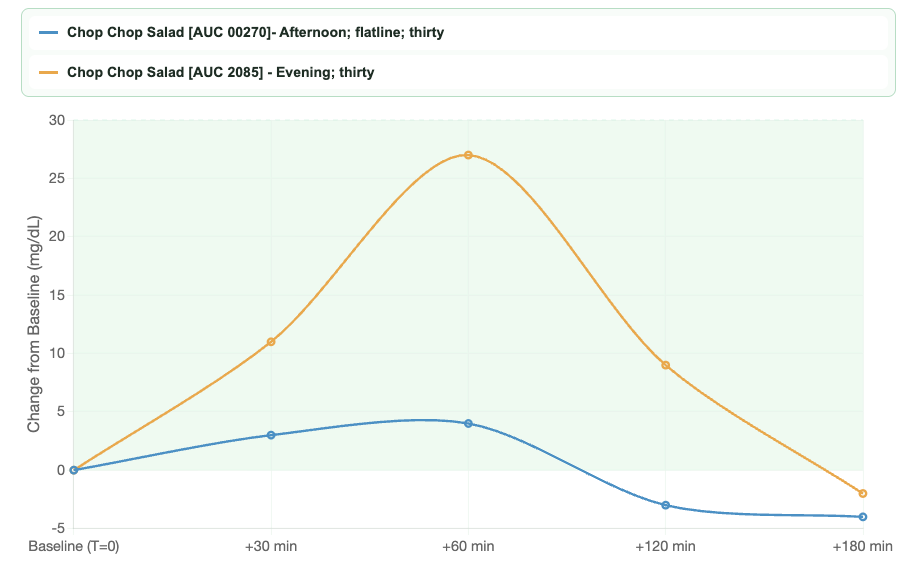 Chop Chop Salad [AUC 00270]- Afternoon; flatline; thirty
Chop Chop Salad [AUC 2085] - Evening; thirty
30
25
20
15
10
5
0
-5
Change from Baseline (mg/dL)
Baseline (T=0) +30 min +60 min +120 min +180 min